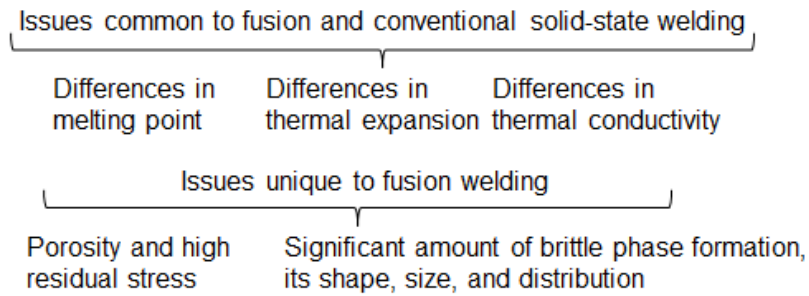 Issues common to fusion and conventional solid-state welding
Differences in melting point
Differences in thermal expansion
Differences in thermal conductivity
Issues unique to fusion welding
Porosity and high residual stress
Significant amount of brittle phase formation, its shape, size, and distribution